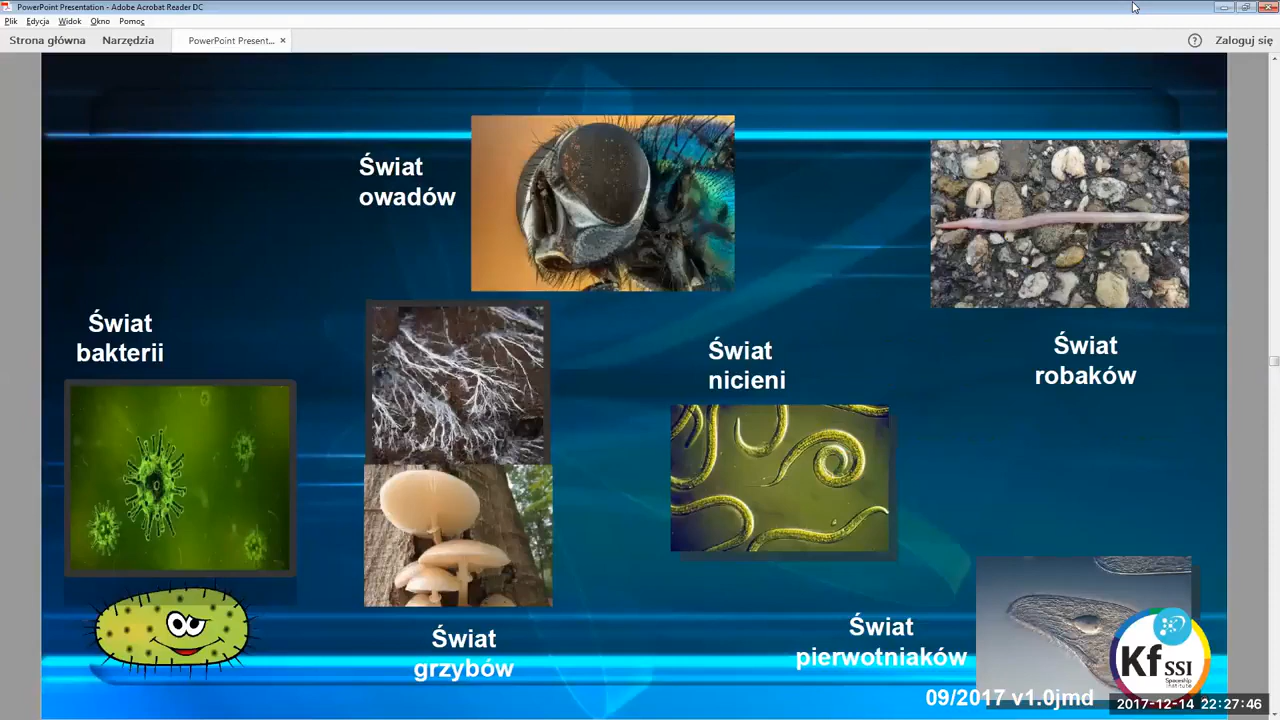 PowerPoint Presentation - Adobe Acrobat Reader DC
Plik Edycja Widok Okno Pomoc
Strona główna Narzędzia PowerPoint Present... × ? Zaloguj się
Świat
owadów
Świat
bakterii
Świat
nicieni
Świat
robaków
Świat
grzybów
Świat
pierwotniaków
Kf SSI
Spaceship
Institute
09/2017 v1.0jmd
2017-12-14 22:27:46